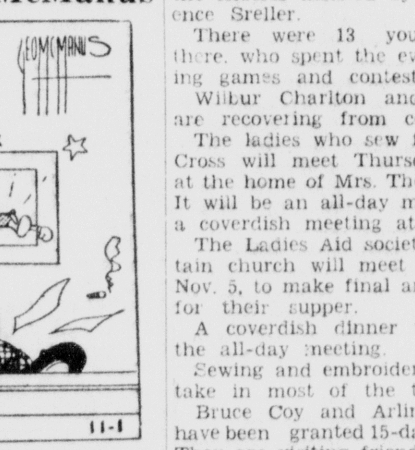 McManus
GEO MCMANUS
11-1
ence Sreller.
There were 13 you
there, who spent the ev
ing games and contest
Wilbur Charlton and
are recovering from c
The ladies who sew f
Cross will meet Thurs
at the home of Mrs. Th
It will be an all-day m
a coverdish meeting at
The Ladies Aid societ
tain church will meet
Nov. 5, to make final a
for their supper.
A coverdish dinner
the all-day meeting.
Sewing and embroider
take in most of the t
Bruce Coy and Arlin
have been granted 15-da